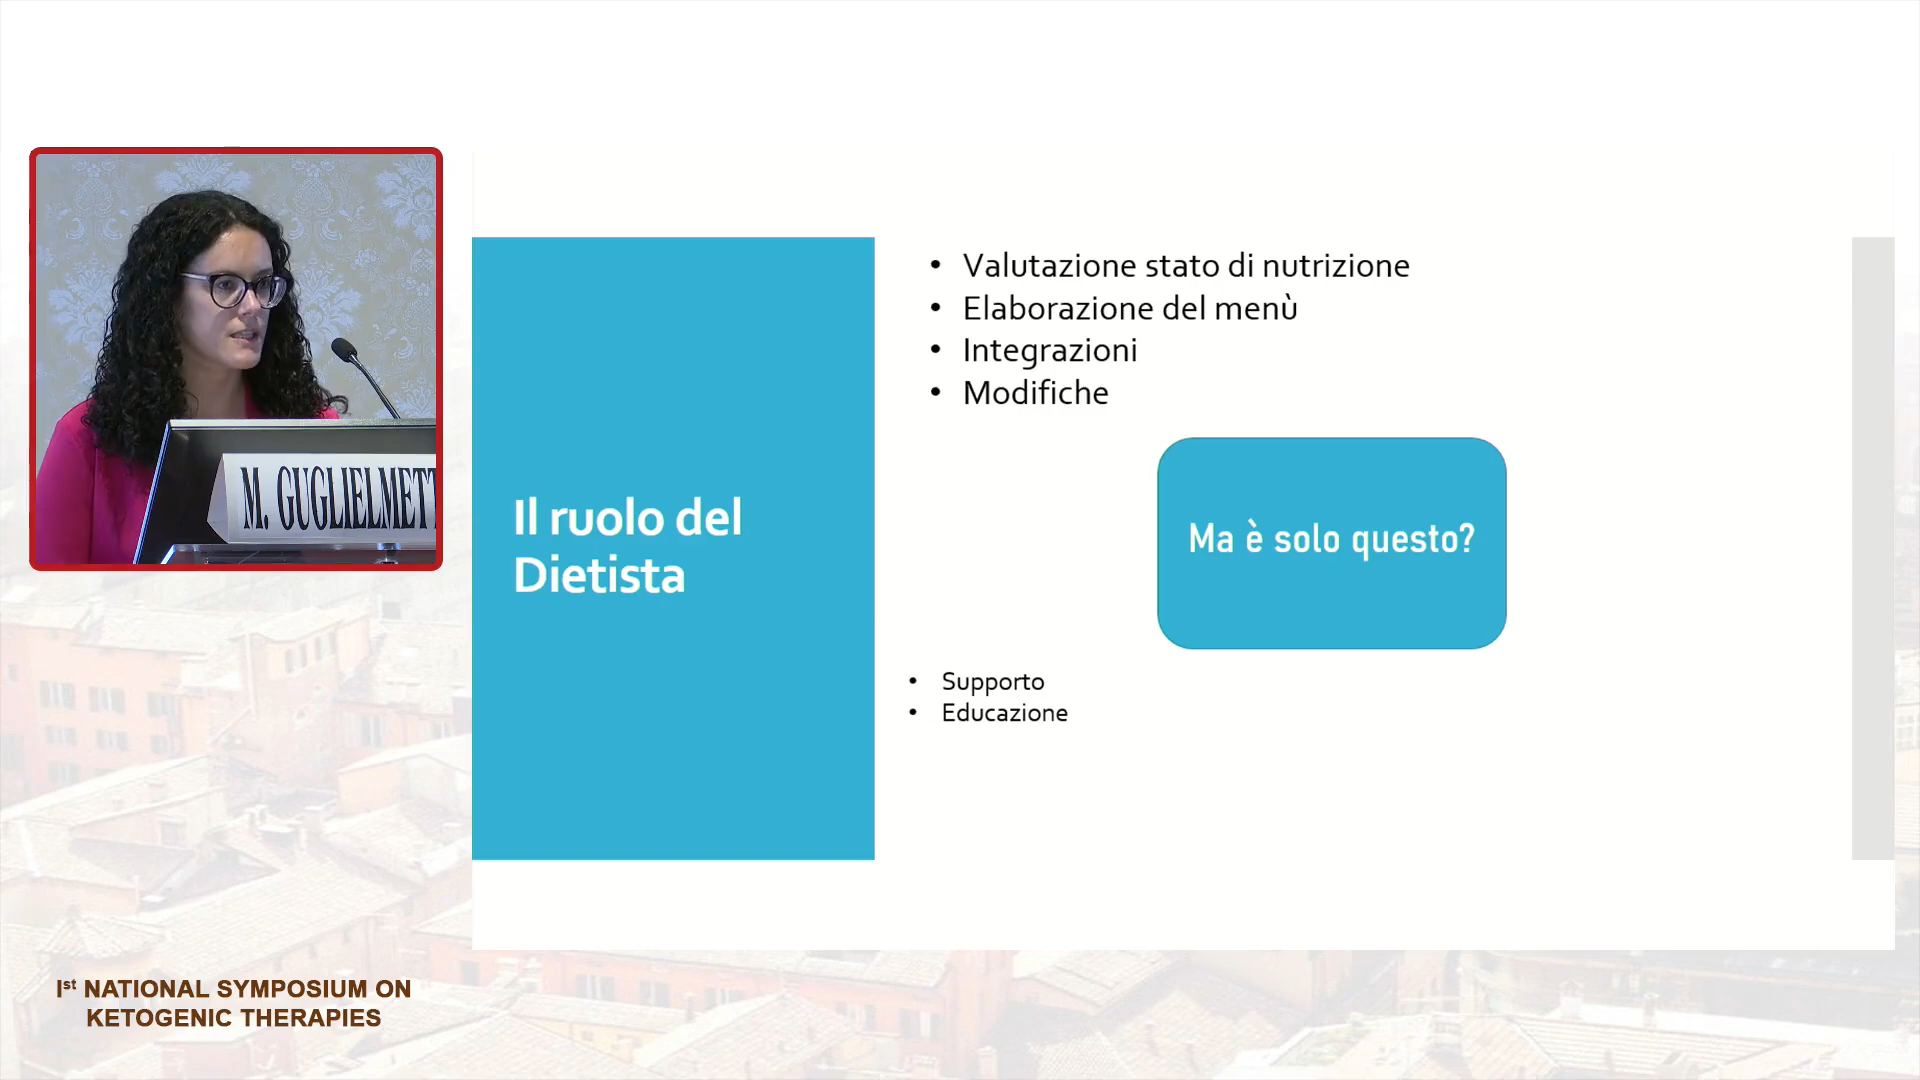 M. GUGLIELMETT
Il ruolo del
Dietista
• Valutazione stato di nutrizione
• Elaborazione del menù
• Integrazioni
• Modifiche
Ma è solo questo?
• Supporto
• Educazione
Ist NATIONAL SYMPOSIUM ON
KETOGENIC THERAPIES